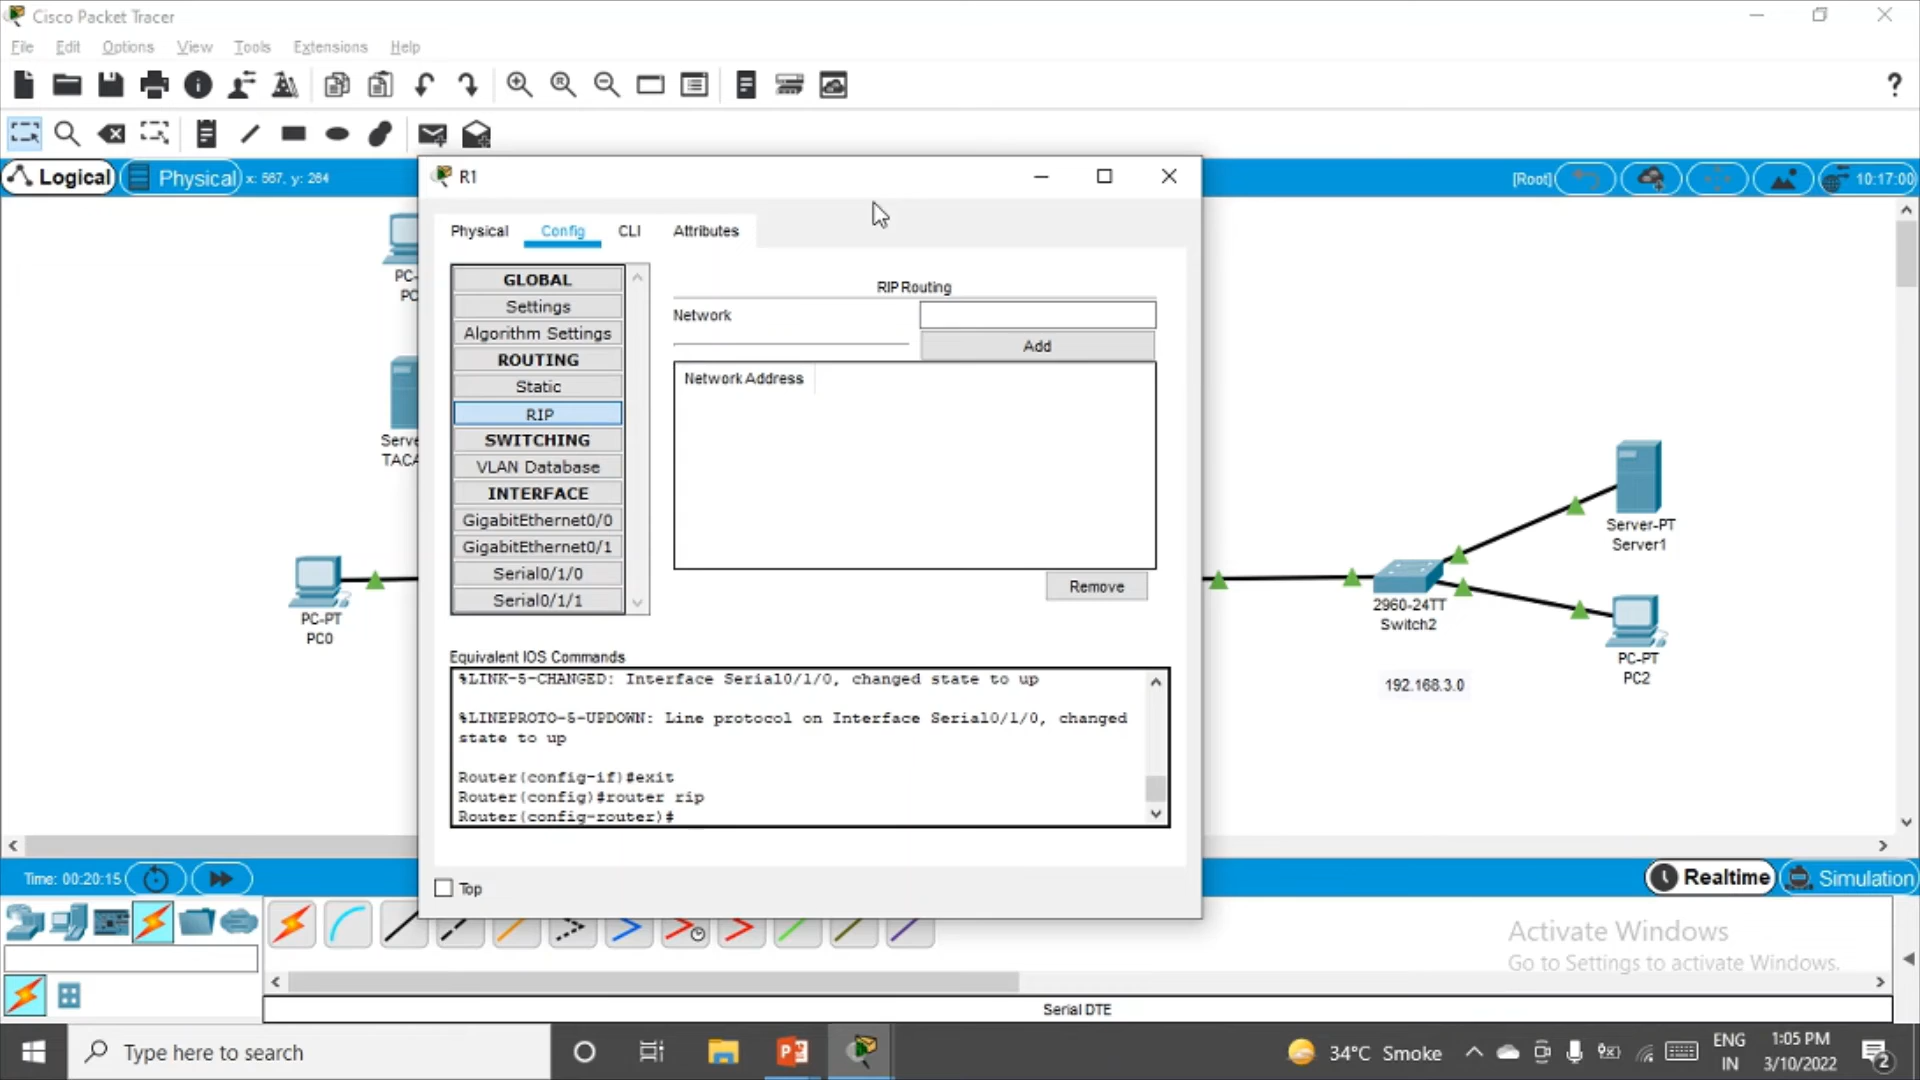 Cisco Packet Tracer
File Edit Options View Tools Extensions Help
?
Logical Physical x: 567, y: 284
[Root] 10:17:00
R1
Physical Config CLI Attributes
GLOBAL
Settings
Algorithm Settings
ROUTING
Static
RIP
SWITCHING
VLAN Database
INTERFACE
GigabitEthernet0/0
GigabitEthernet0/1
Serial0/1/0
Serial0/1/1
RIP Routing
Network
Add
Network Address
Remove
Equivalent IOS Commands
%LINK-5-CHANGED: Interface Serial0/1/0, changed state to up
%LINEPROTO-5-UPDOWN: Line protocol on Interface Serial0/1/0, changed
state to up
Router(config-if)#exit
Router(config)#router rip
Router(config-router)#
Top
PC-
PC
Serve
TACA
PC-PT
PC0
Server-PT
Server1
2960-24TT
Switch2
PC-PT
PC2
192.168.3.0
Time: 00:20:15
Realtime Simulation
Activate Windows
Go to Settings to activate Windows.
Serial DTE
Type here to search
34°C Smoke
ENG
IN
1:05 PM
3/10/2022
2